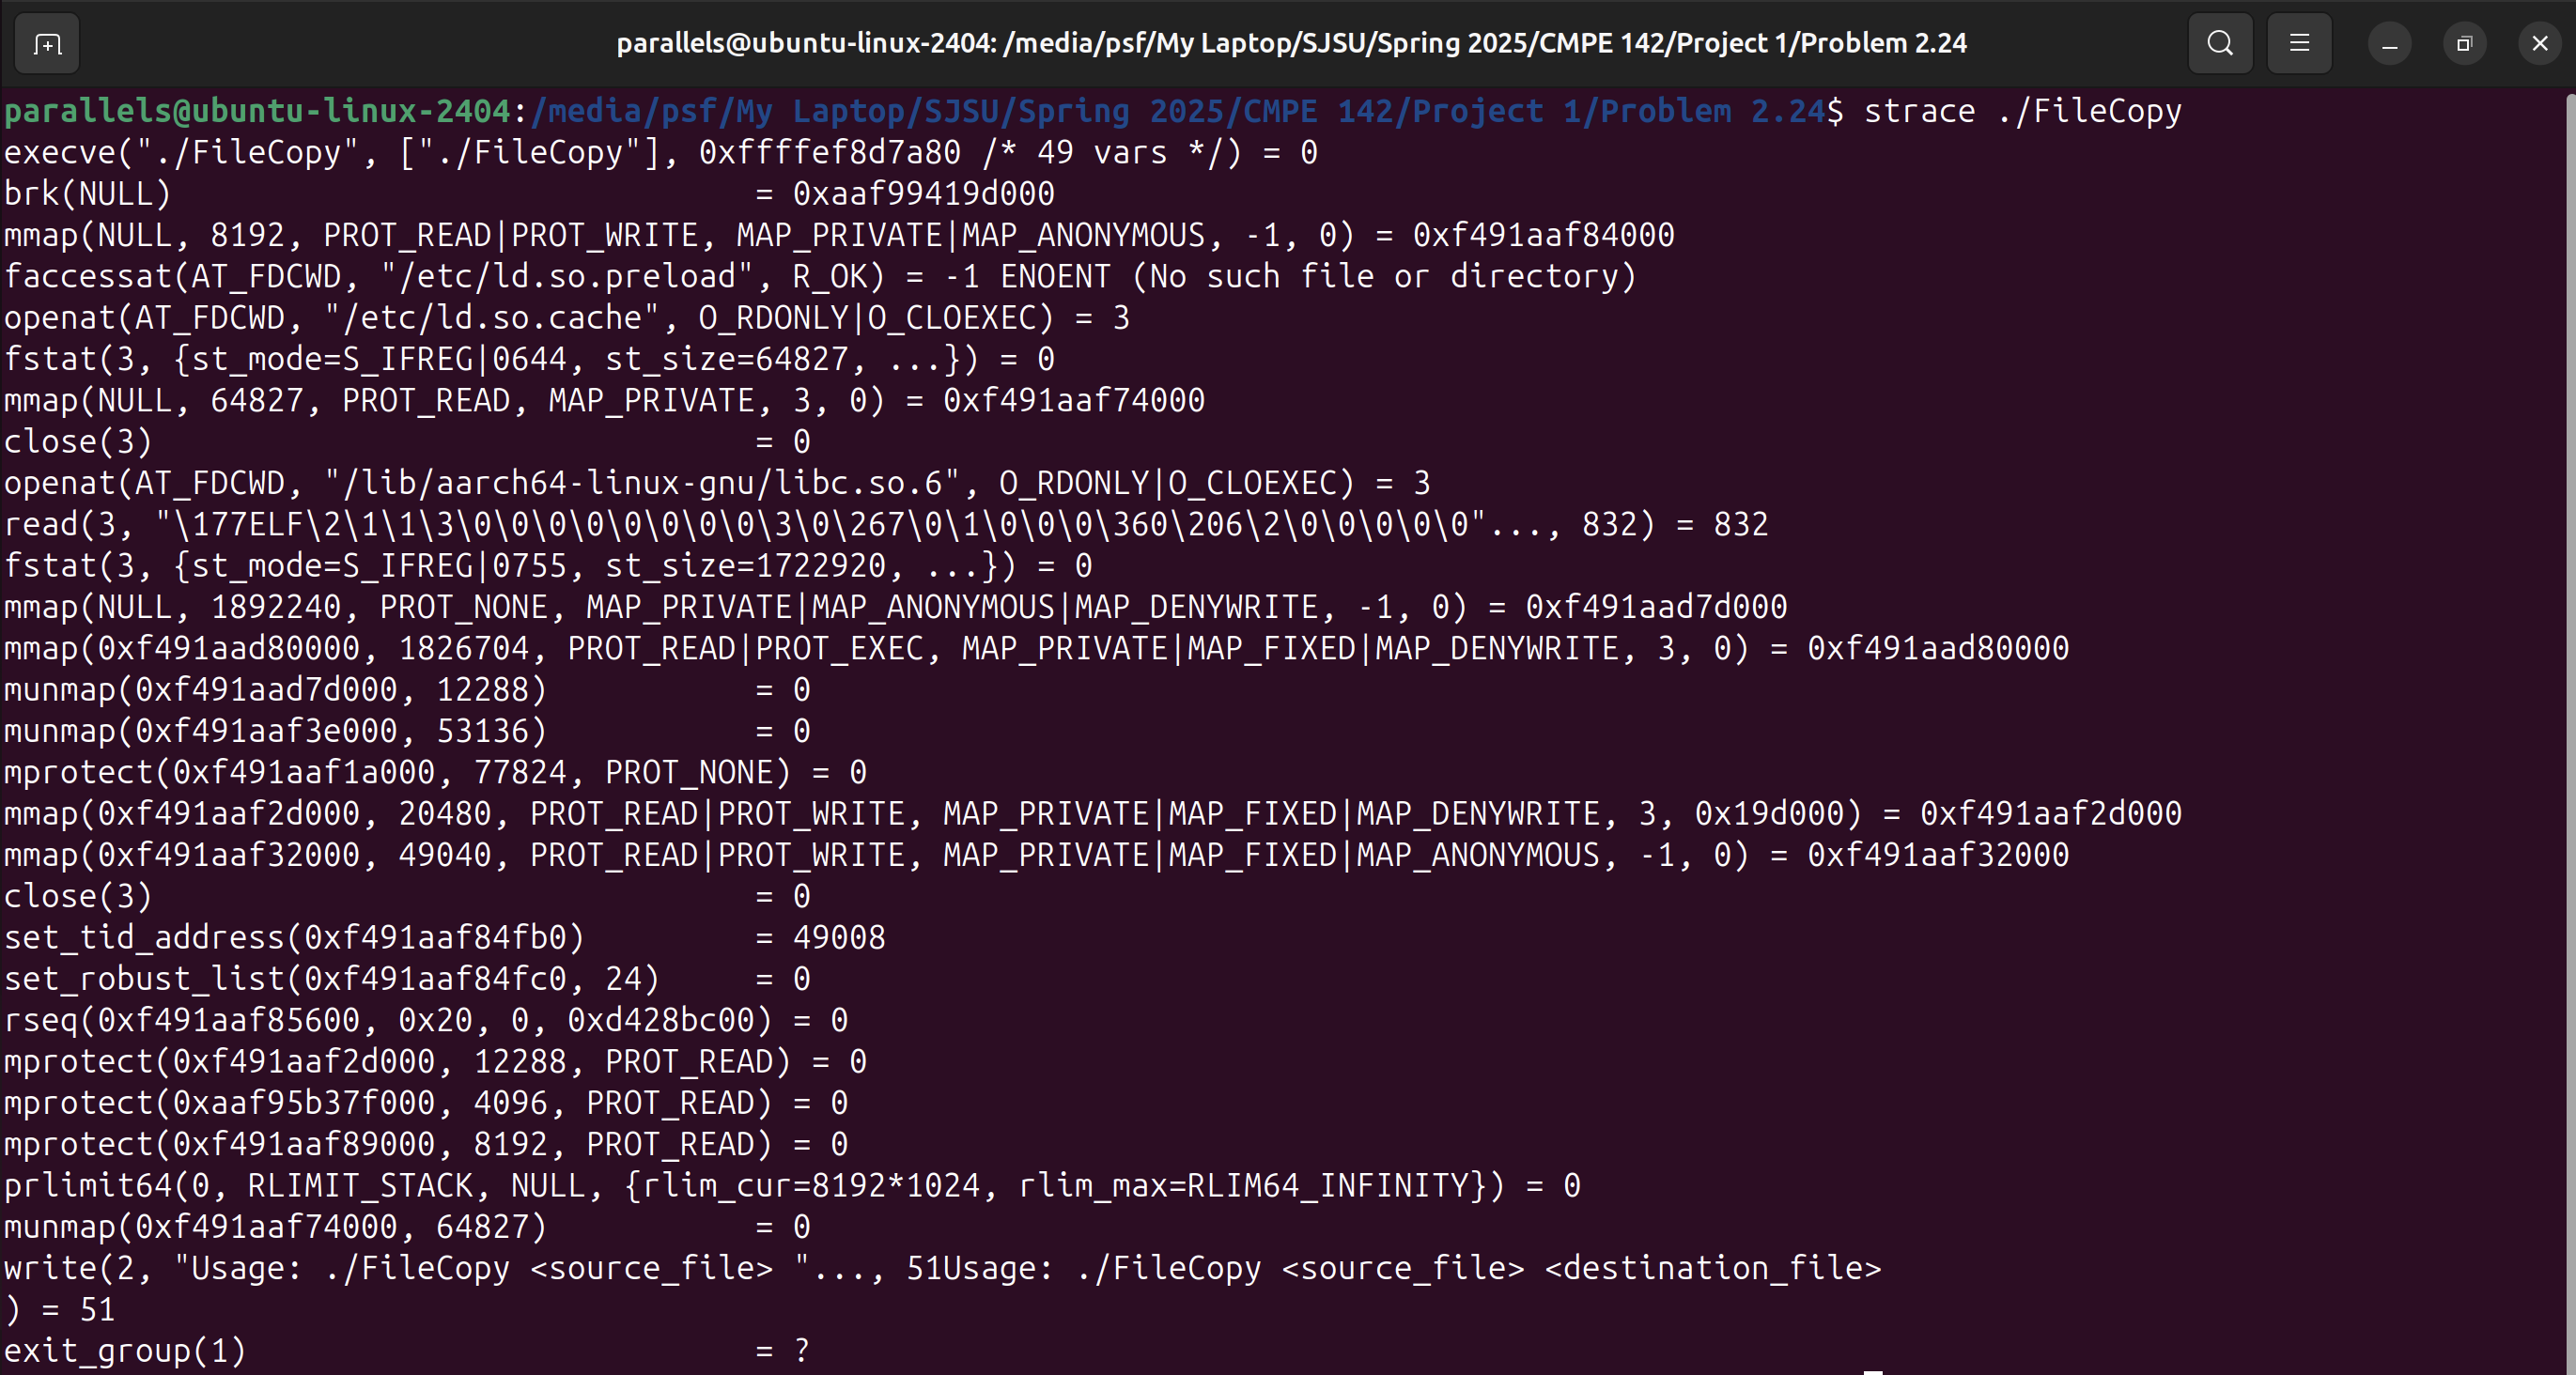 parallels@ubuntu-linux-2404: /media/psf/My Laptop/SJSU/Spring 2025/CMPE 142/Project 1/Problem 2.24
parallels@ubuntu-linux-2404:/media/psf/My Laptop/SJSU/Spring 2025/CMPE 142/Project 1/Problem 2.24$ strace ./FileCopy
execve("./FileCopy", ["./FileCopy"], 0xffffef8d7a80 /* 49 vars */) = 0
brk(NULL)                               = 0xaaf99419d000
mmap(NULL, 8192, PROT_READ|PROT_WRITE, MAP_PRIVATE|MAP_ANONYMOUS, -1, 0) = 0xf491aaf84000
faccessat(AT_FDCWD, "/etc/ld.so.preload", R_OK) = -1 ENOENT (No such file or directory)
openat(AT_FDCWD, "/etc/ld.so.cache", O_RDONLY|O_CLOEXEC) = 3
fstat(3, {st_mode=S_IFREG|0644, st_size=64827, ...}) = 0
mmap(NULL, 64827, PROT_READ, MAP_PRIVATE, 3, 0) = 0xf491aaf74000
close(3)                                = 0
openat(AT_FDCWD, "/lib/aarch64-linux-gnu/libc.so.6", O_RDONLY|O_CLOEXEC) = 3
read(3, "\177ELF\2\1\1\3\0\0\0\0\0\0\0\0\3\0\267\0\1\0\0\0\360\206\2\0\0\0\0\0"..., 832) = 832
fstat(3, {st_mode=S_IFREG|0755, st_size=1722920, ...}) = 0
mmap(NULL, 1892240, PROT_NONE, MAP_PRIVATE|MAP_ANONYMOUS|MAP_DENYWRITE, -1, 0) = 0xf491aad7d000
mmap(0xf491aad80000, 1826704, PROT_READ|PROT_EXEC, MAP_PRIVATE|MAP_FIXED|MAP_DENYWRITE, 3, 0) = 0xf491aad80000
munmap(0xf491aad7d000, 12288)           = 0
munmap(0xf491aaf3e000, 53136)           = 0
mprotect(0xf491aaf1a000, 77824, PROT_NONE) = 0
mmap(0xf491aaf2d000, 20480, PROT_READ|PROT_WRITE, MAP_PRIVATE|MAP_FIXED|MAP_DENYWRITE, 3, 0x19d000) = 0xf491aaf2d000
mmap(0xf491aaf32000, 49040, PROT_READ|PROT_WRITE, MAP_PRIVATE|MAP_FIXED|MAP_ANONYMOUS, -1, 0) = 0xf491aaf32000
close(3)                                = 0
set_tid_address(0xf491aaf84fb0)         = 49008
set_robust_list(0xf491aaf84fc0, 24)     = 0
rseq(0xf491aaf85600, 0x20, 0, 0xd428bc00) = 0
mprotect(0xf491aaf2d000, 12288, PROT_READ) = 0
mprotect(0xaaf95b37f000, 4096, PROT_READ) = 0
mprotect(0xf491aaf89000, 8192, PROT_READ) = 0
prlimit64(0, RLIMIT_STACK, NULL, {rlim_cur=8192*1024, rlim_max=RLIM64_INFINITY}) = 0
munmap(0xf491aaf74000, 64827)           = 0
write(2, "Usage: ./FileCopy <source_file> "..., 51Usage: ./FileCopy <source_file> <destination_file>
) = 51
exit_group(1)                           = ?